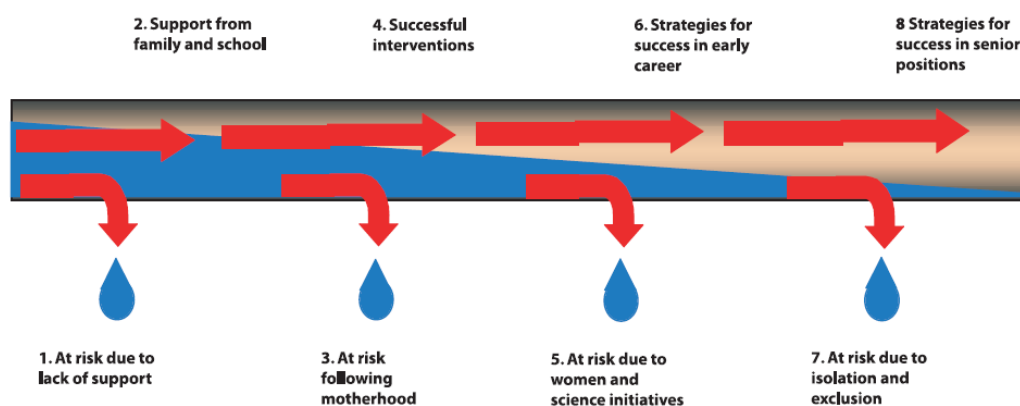 2. Support from
family and school
4. Successful
interventions
6. Strategies for
success in early
career
8 Strategies for
success in senior
positions
1. At risk due to
lack of support
3. At risk
following
motherhood
5. At risk due to
women and
science initiatives
7. At risk due to
isolation and
exclusion